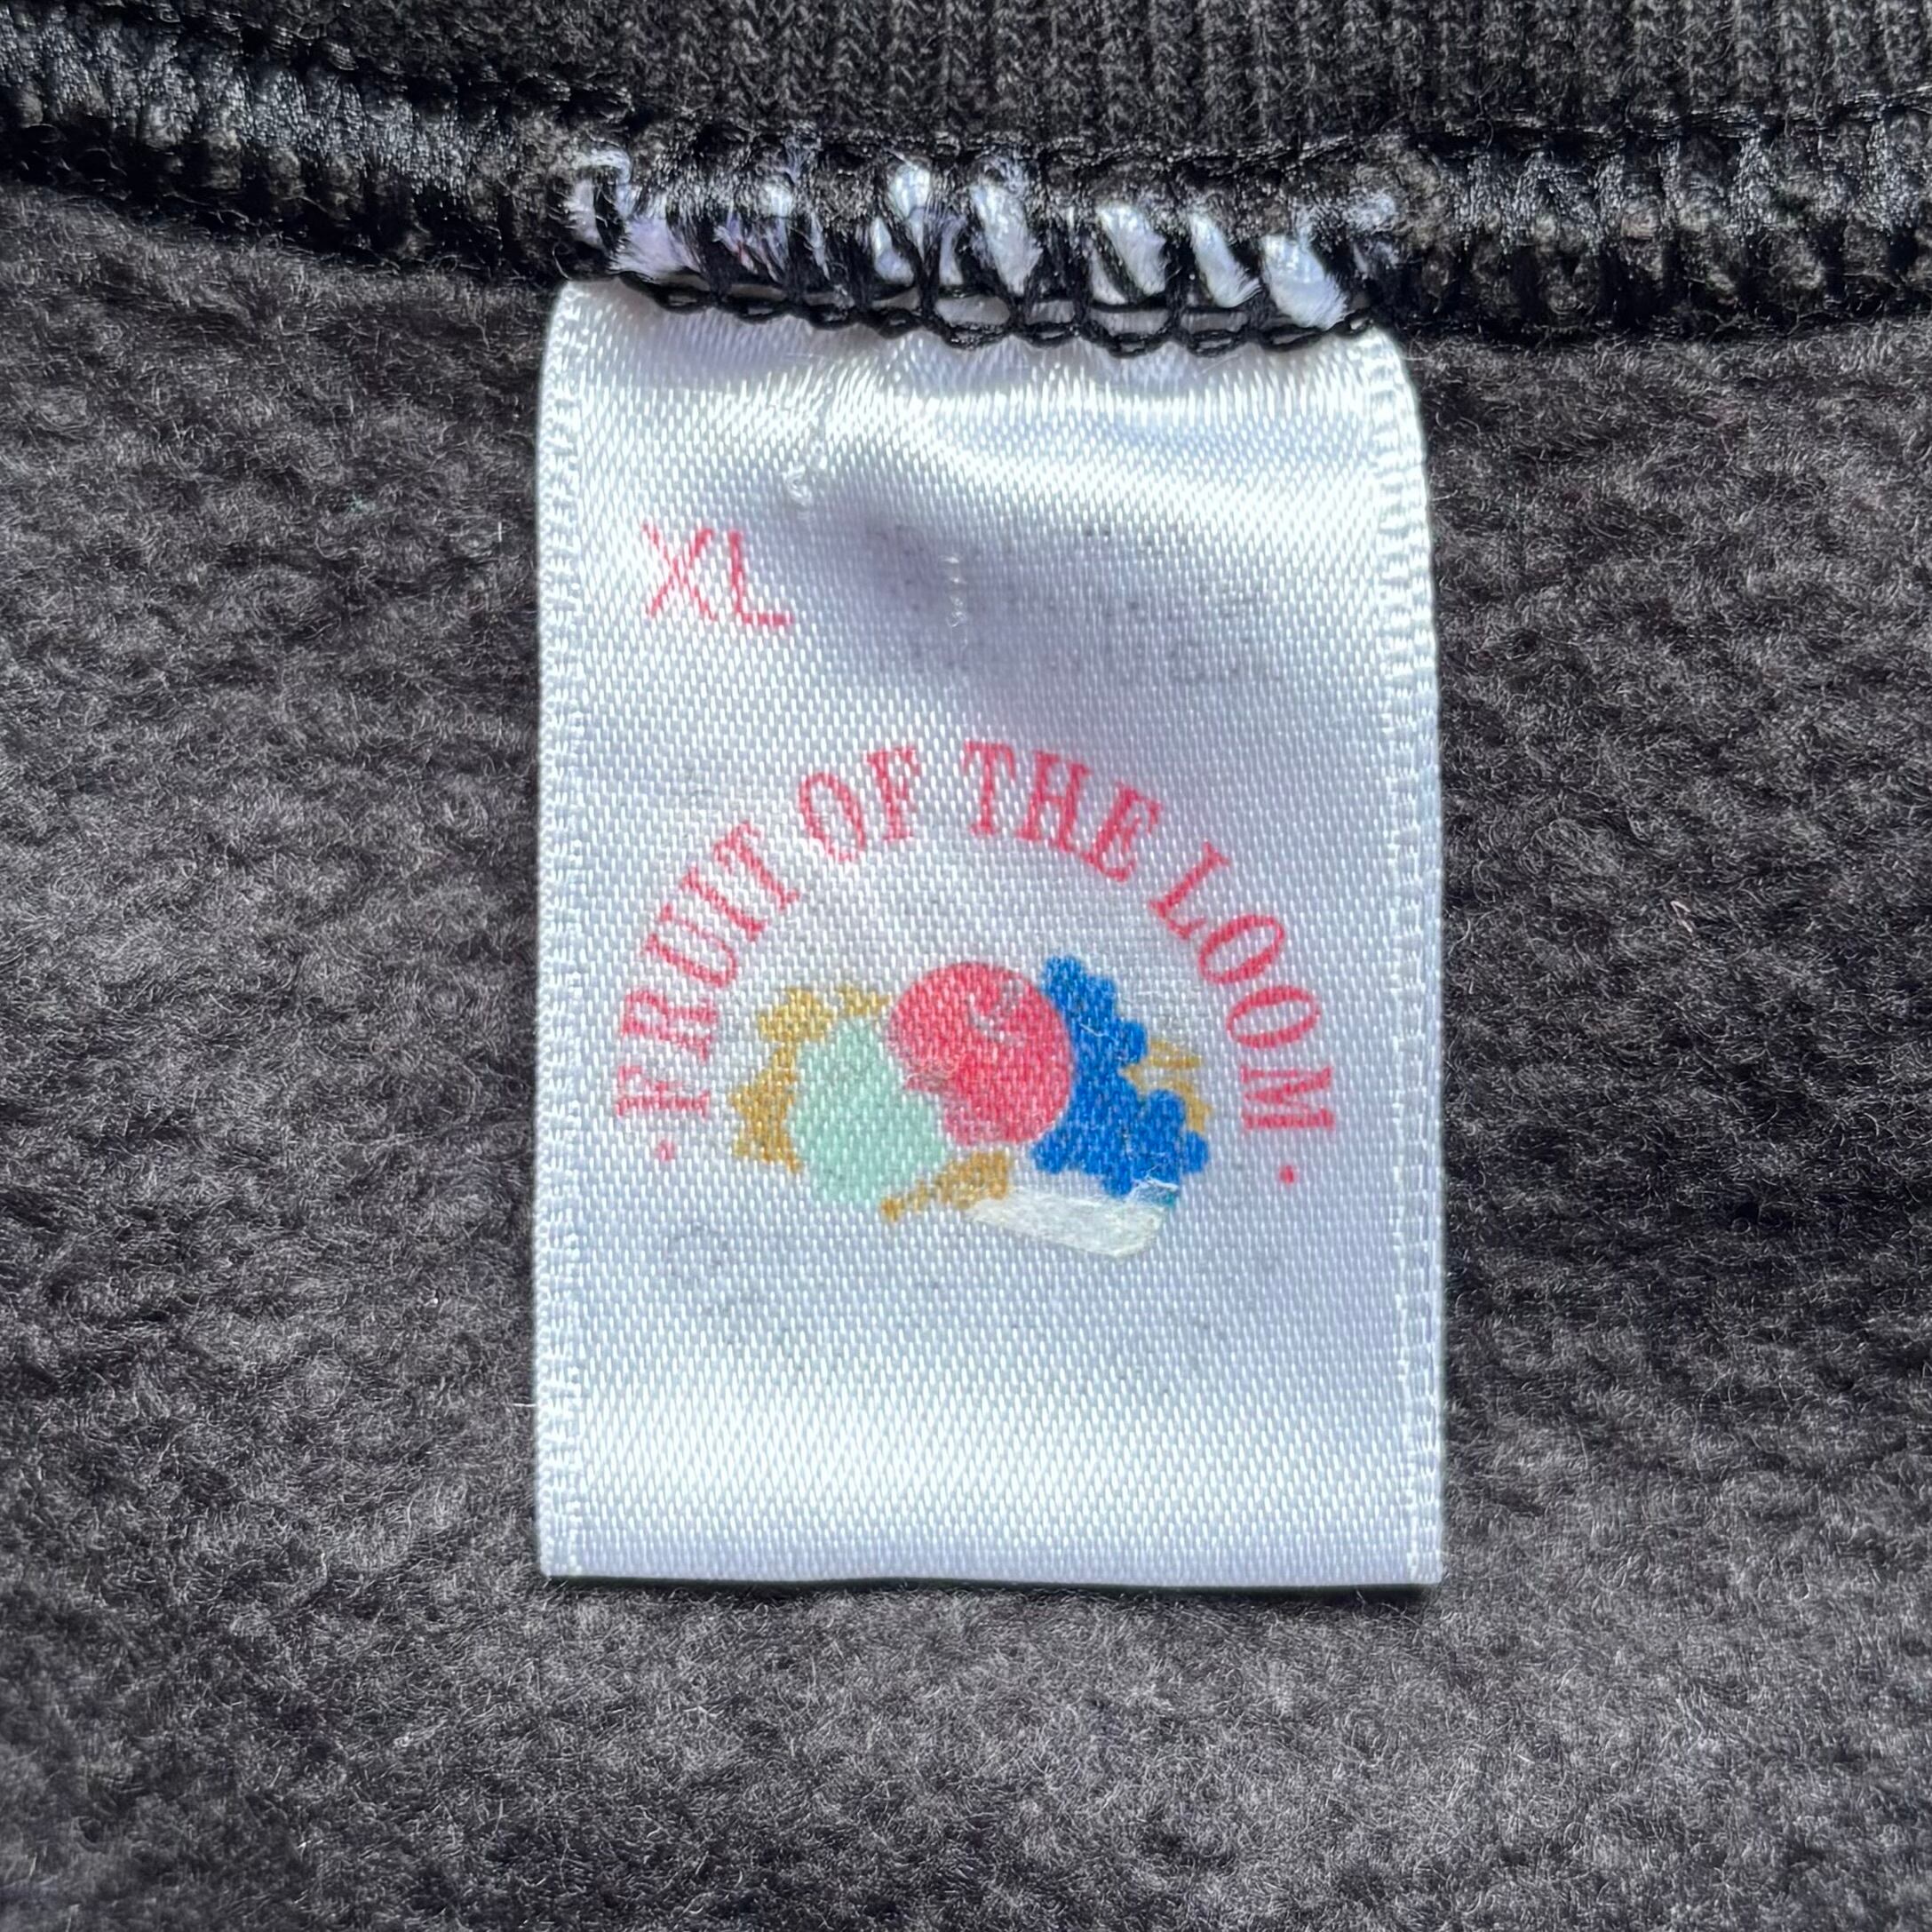 XL
· FRUIT OF THE LOOM ·